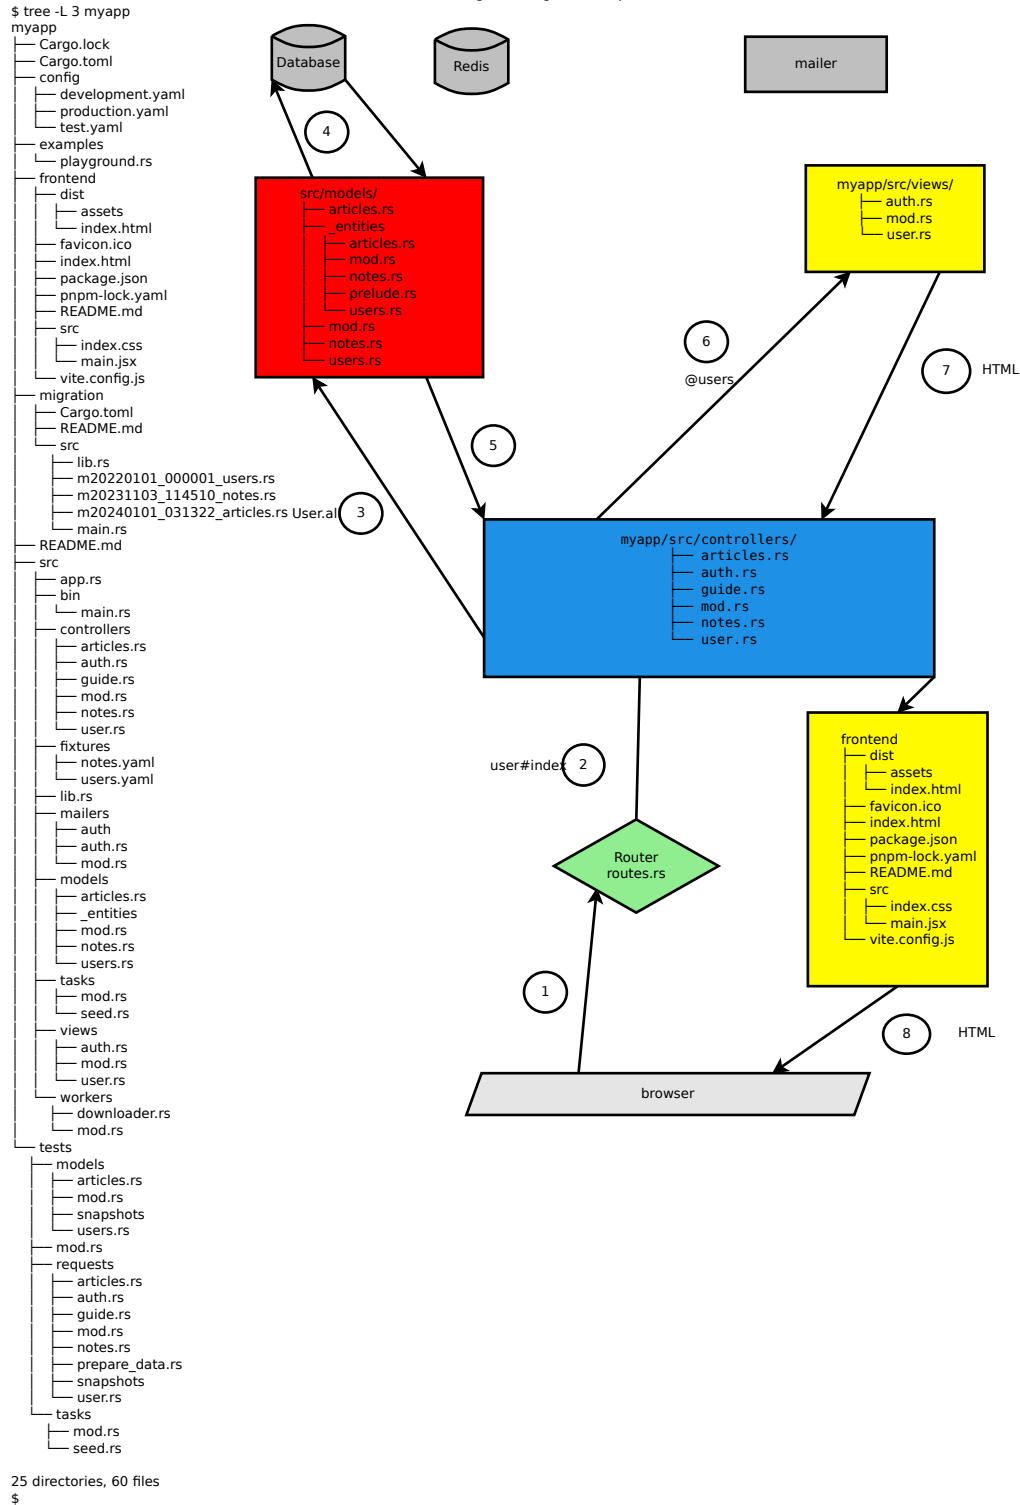 $ tree -L 3 myapp
myapp
├── Cargo.lock
├── Cargo.toml
├── config
│   ├── development.yaml
│   ├── production.yaml
│   └── test.yaml
├── examples
│   └── playground.rs
├── frontend
│   ├── dist
│   │   ├── assets
│   │   └── index.html
│   ├── favicon.ico
│   ├── index.html
│   ├── package.json
│   ├── pnpm-lock.yaml
│   ├── README.md
│   ├── src
│   │   ├── index.css
│   │   └── main.jsx
│   └── vite.config.js
├── migration
│   ├── Cargo.toml
│   ├── README.md
│   └── src
│       ├── lib.rs
│       ├── m20220101_000001_users.rs
│       ├── m20231103_114510_notes.rs
│       ├── m20240101_031322_articles.rs
│       └── main.rs
├── README.md
├── src
│   ├── app.rs
│   ├── bin
│   │   └── main.rs
│   ├── controllers
│   │   ├── articles.rs
│   │   ├── auth.rs
│   │   ├── guide.rs
│   │   ├── mod.rs
│   │   ├── notes.rs
│   │   └── user.rs
│   ├── fixtures
│   │   ├── notes.yaml
│   │   └── users.yaml
│   ├── lib.rs
│   ├── mailers
│   │   ├── auth
│   │   ├── auth.rs
│   │   └── mod.rs
│   ├── models
│   │   ├── articles.rs
│   │   ├── _entities
│   │   ├── mod.rs
│   │   ├── notes.rs
│   │   └── users.rs
│   ├── tasks
│   │   ├── mod.rs
│   │   └── seed.rs
│   ├── views
│   │   ├── auth.rs
│   │   ├── mod.rs
│   │   └── user.rs
│   └── workers
│       ├── downloader.rs
│       └── mod.rs
└── tests
    ├── models
    │   ├── articles.rs
    │   ├── mod.rs
    │   ├── snapshots
    │   └── users.rs
    ├── mod.rs
    ├── requests
    │   ├── articles.rs
    │   ├── auth.rs
    │   ├── guide.rs
    │   ├── mod.rs
    │   ├── notes.rs
    │   ├── prepare_data.rs
    │   ├── snapshots
    │   └── user.rs
    └── tasks
        ├── mod.rs
        └── seed.rs

25 directories, 60 files
$
Database
Redis
mailer
4
src/models/
├── articles.rs
├── _entities
│   ├── articles.rs
│   ├── mod.rs
│   ├── notes.rs
│   ├── prelude.rs
│   └── users.rs
├── mod.rs
├── notes.rs
└── users.rs
myapp/src/views/
├── auth.rs
├── mod.rs
└── user.rs
6
@users
7
HTML
5
User.al
3
myapp/src/controllers/
├── articles.rs
├── auth.rs
├── guide.rs
├── mod.rs
├── notes.rs
└── user.rs
user#index
2
Router
routes.rs
frontend
├── dist
│   ├── assets
│   └── index.html
├── favicon.ico
├── index.html
├── package.json
├── pnpm-lock.yaml
├── README.md
├── src
│   ├── index.css
│   └── main.jsx
└── vite.config.js
1
8
HTML
browser